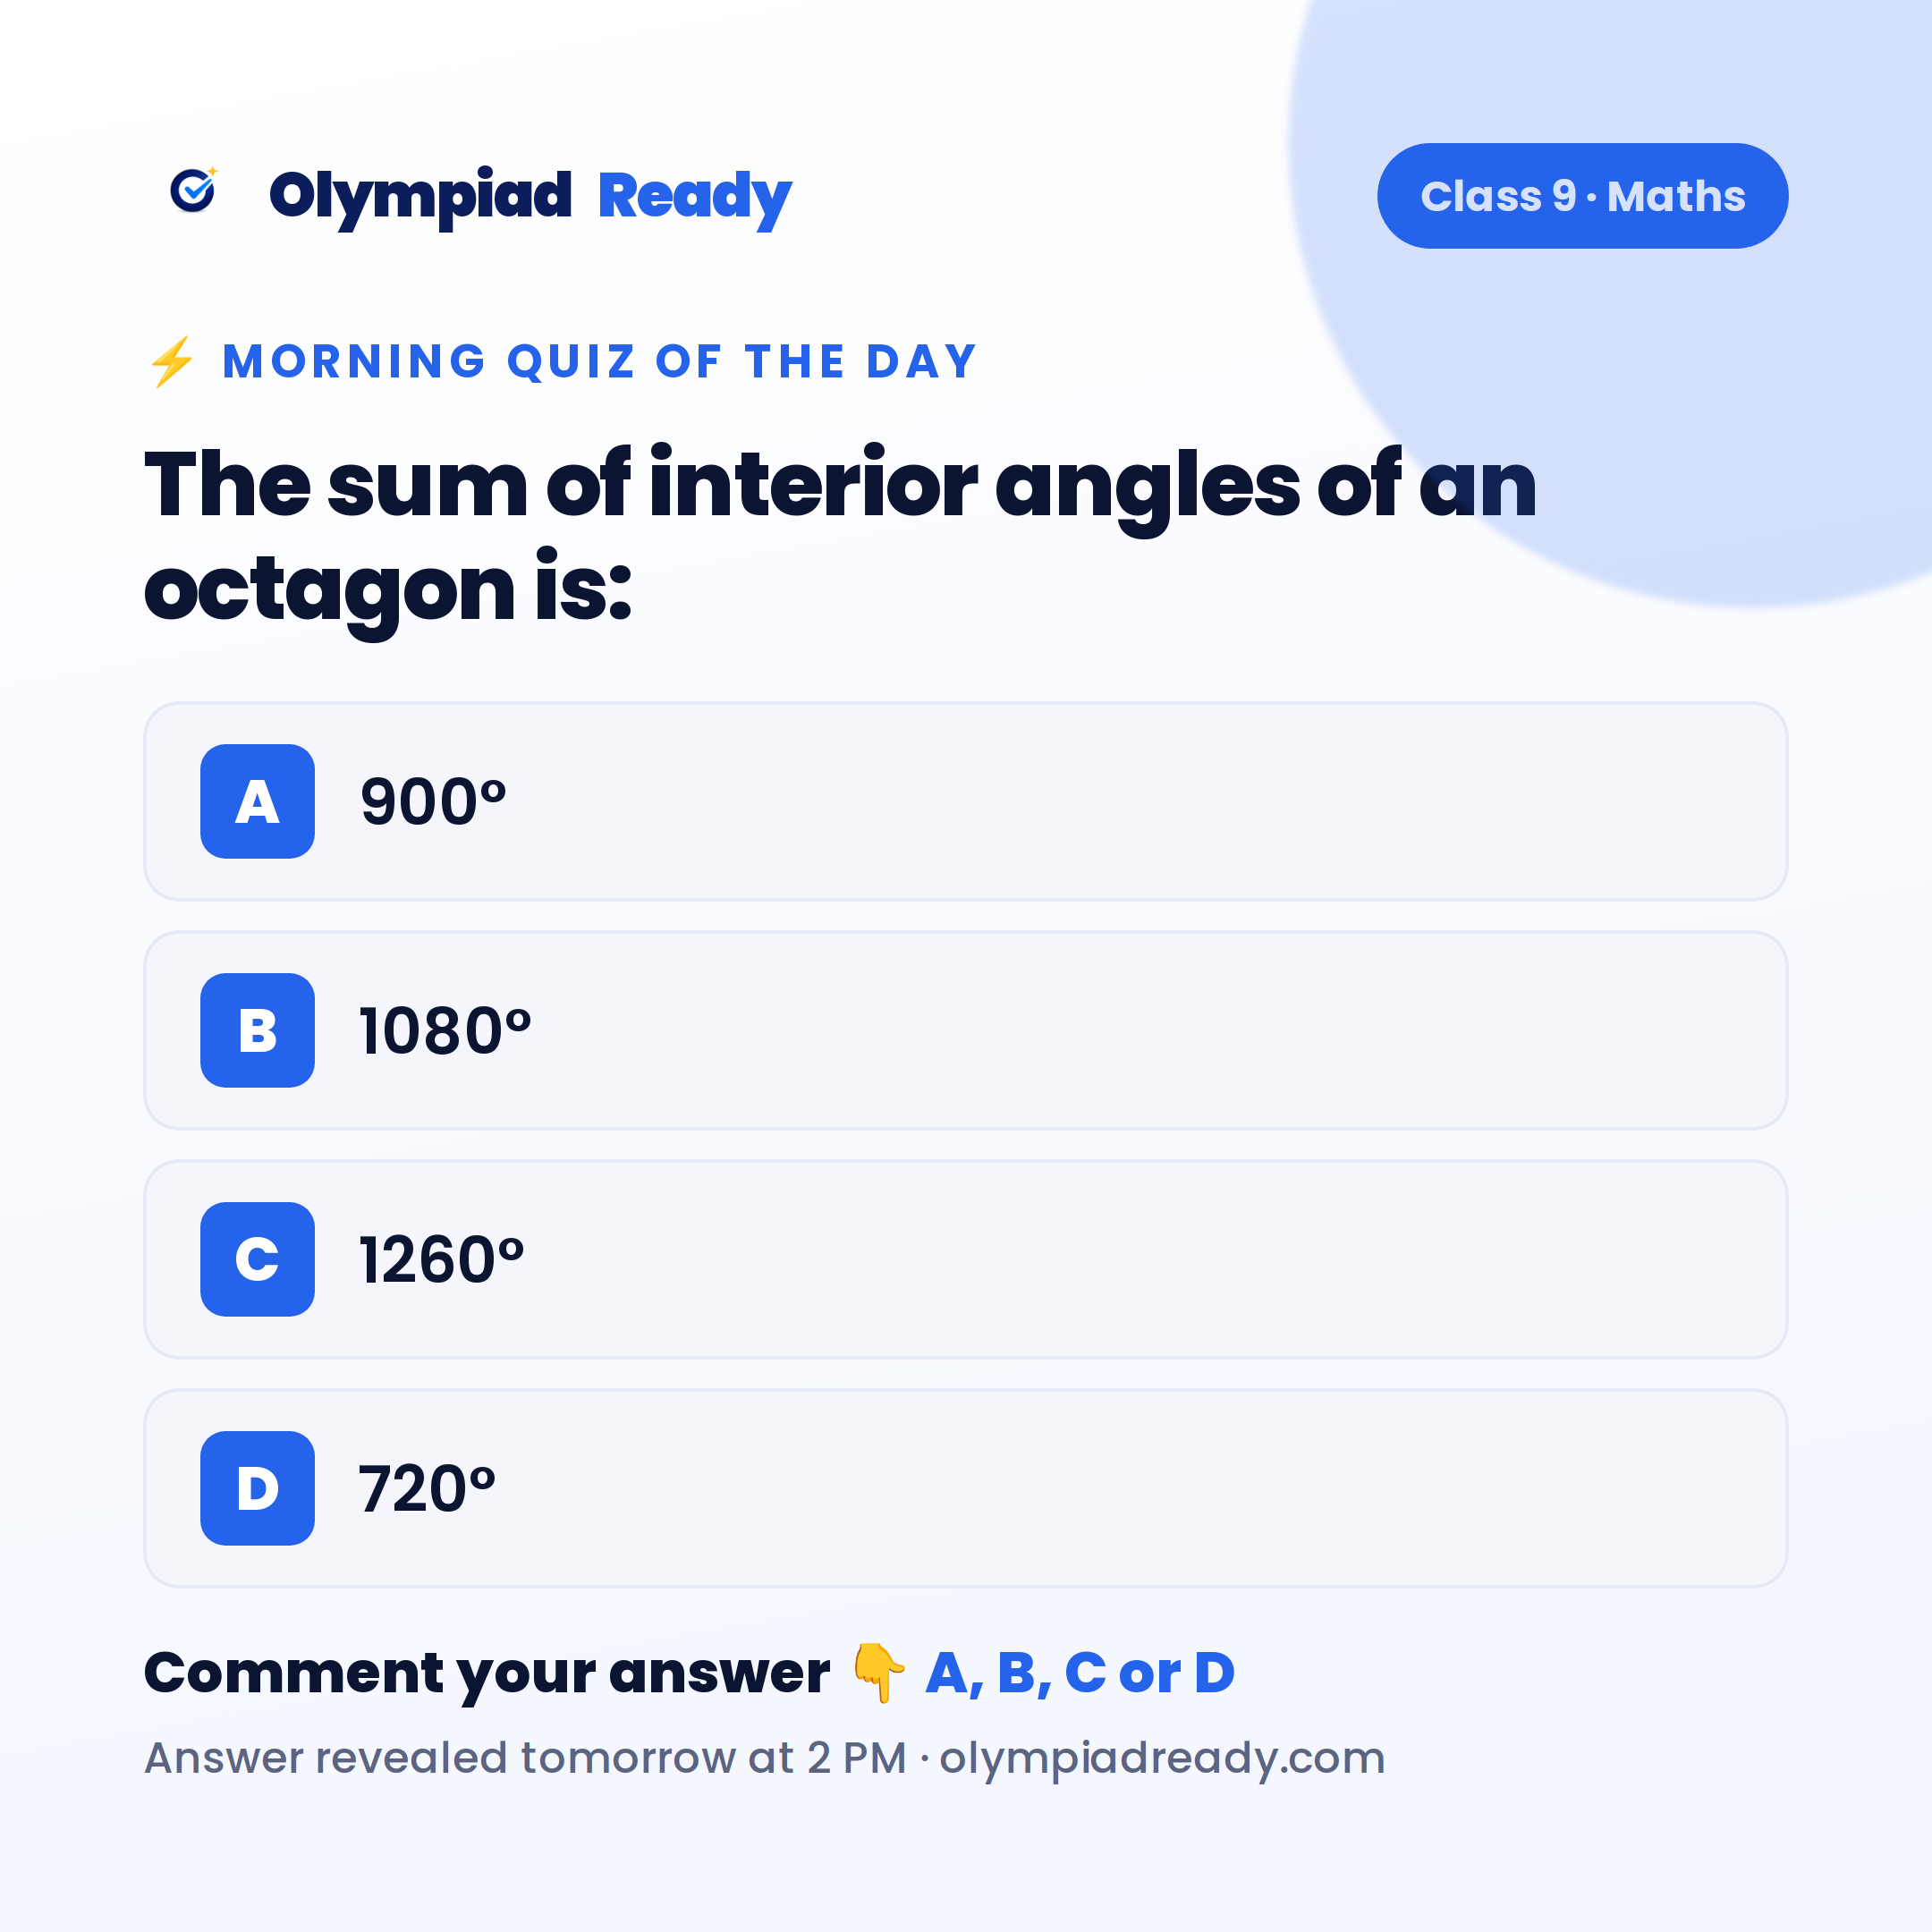 Olympiad Ready
Class 9 · Maths
⚡ MORNING QUIZ OF THE DAY
The sum of interior angles of an
octagon is:
A 900°
B 1080°
C 1260°
D 720°
Comment your answer 👇 A, B, C or D
Answer revealed tomorrow at 2 PM · olympiadready.com